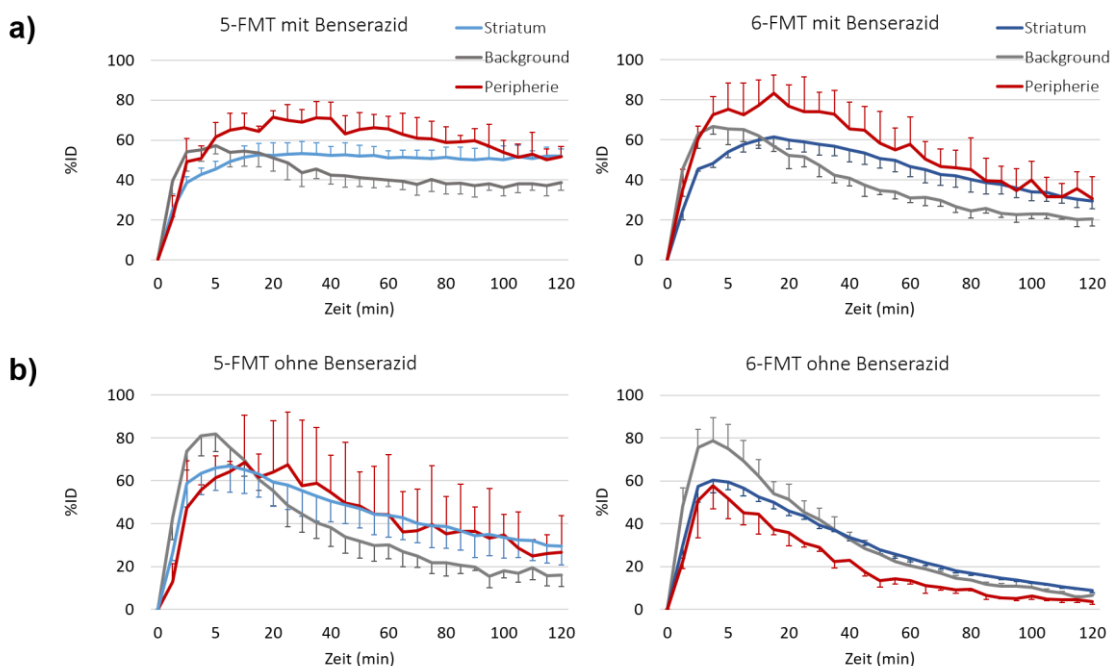 a)
5-FMT mit Benserazid
Striatum
Background
Peripherie
100
80
60
40
20
0
%ID
0 5 20 40 60 80 100 120
Zeit (min)
6-FMT mit Benserazid
Striatum
Background
Peripherie
100
80
60
40
20
0
%ID
0 5 20 40 60 80 100 120
Zeit (min)
b)
5-FMT ohne Benserazid
100
80
60
40
20
0
%ID
0 5 20 40 60 80 100 120
Zeit (min)
6-FMT ohne Benserazid
100
80
60
40
20
0
%ID
0 5 20 40 60 80 100 120
Zeit (min)